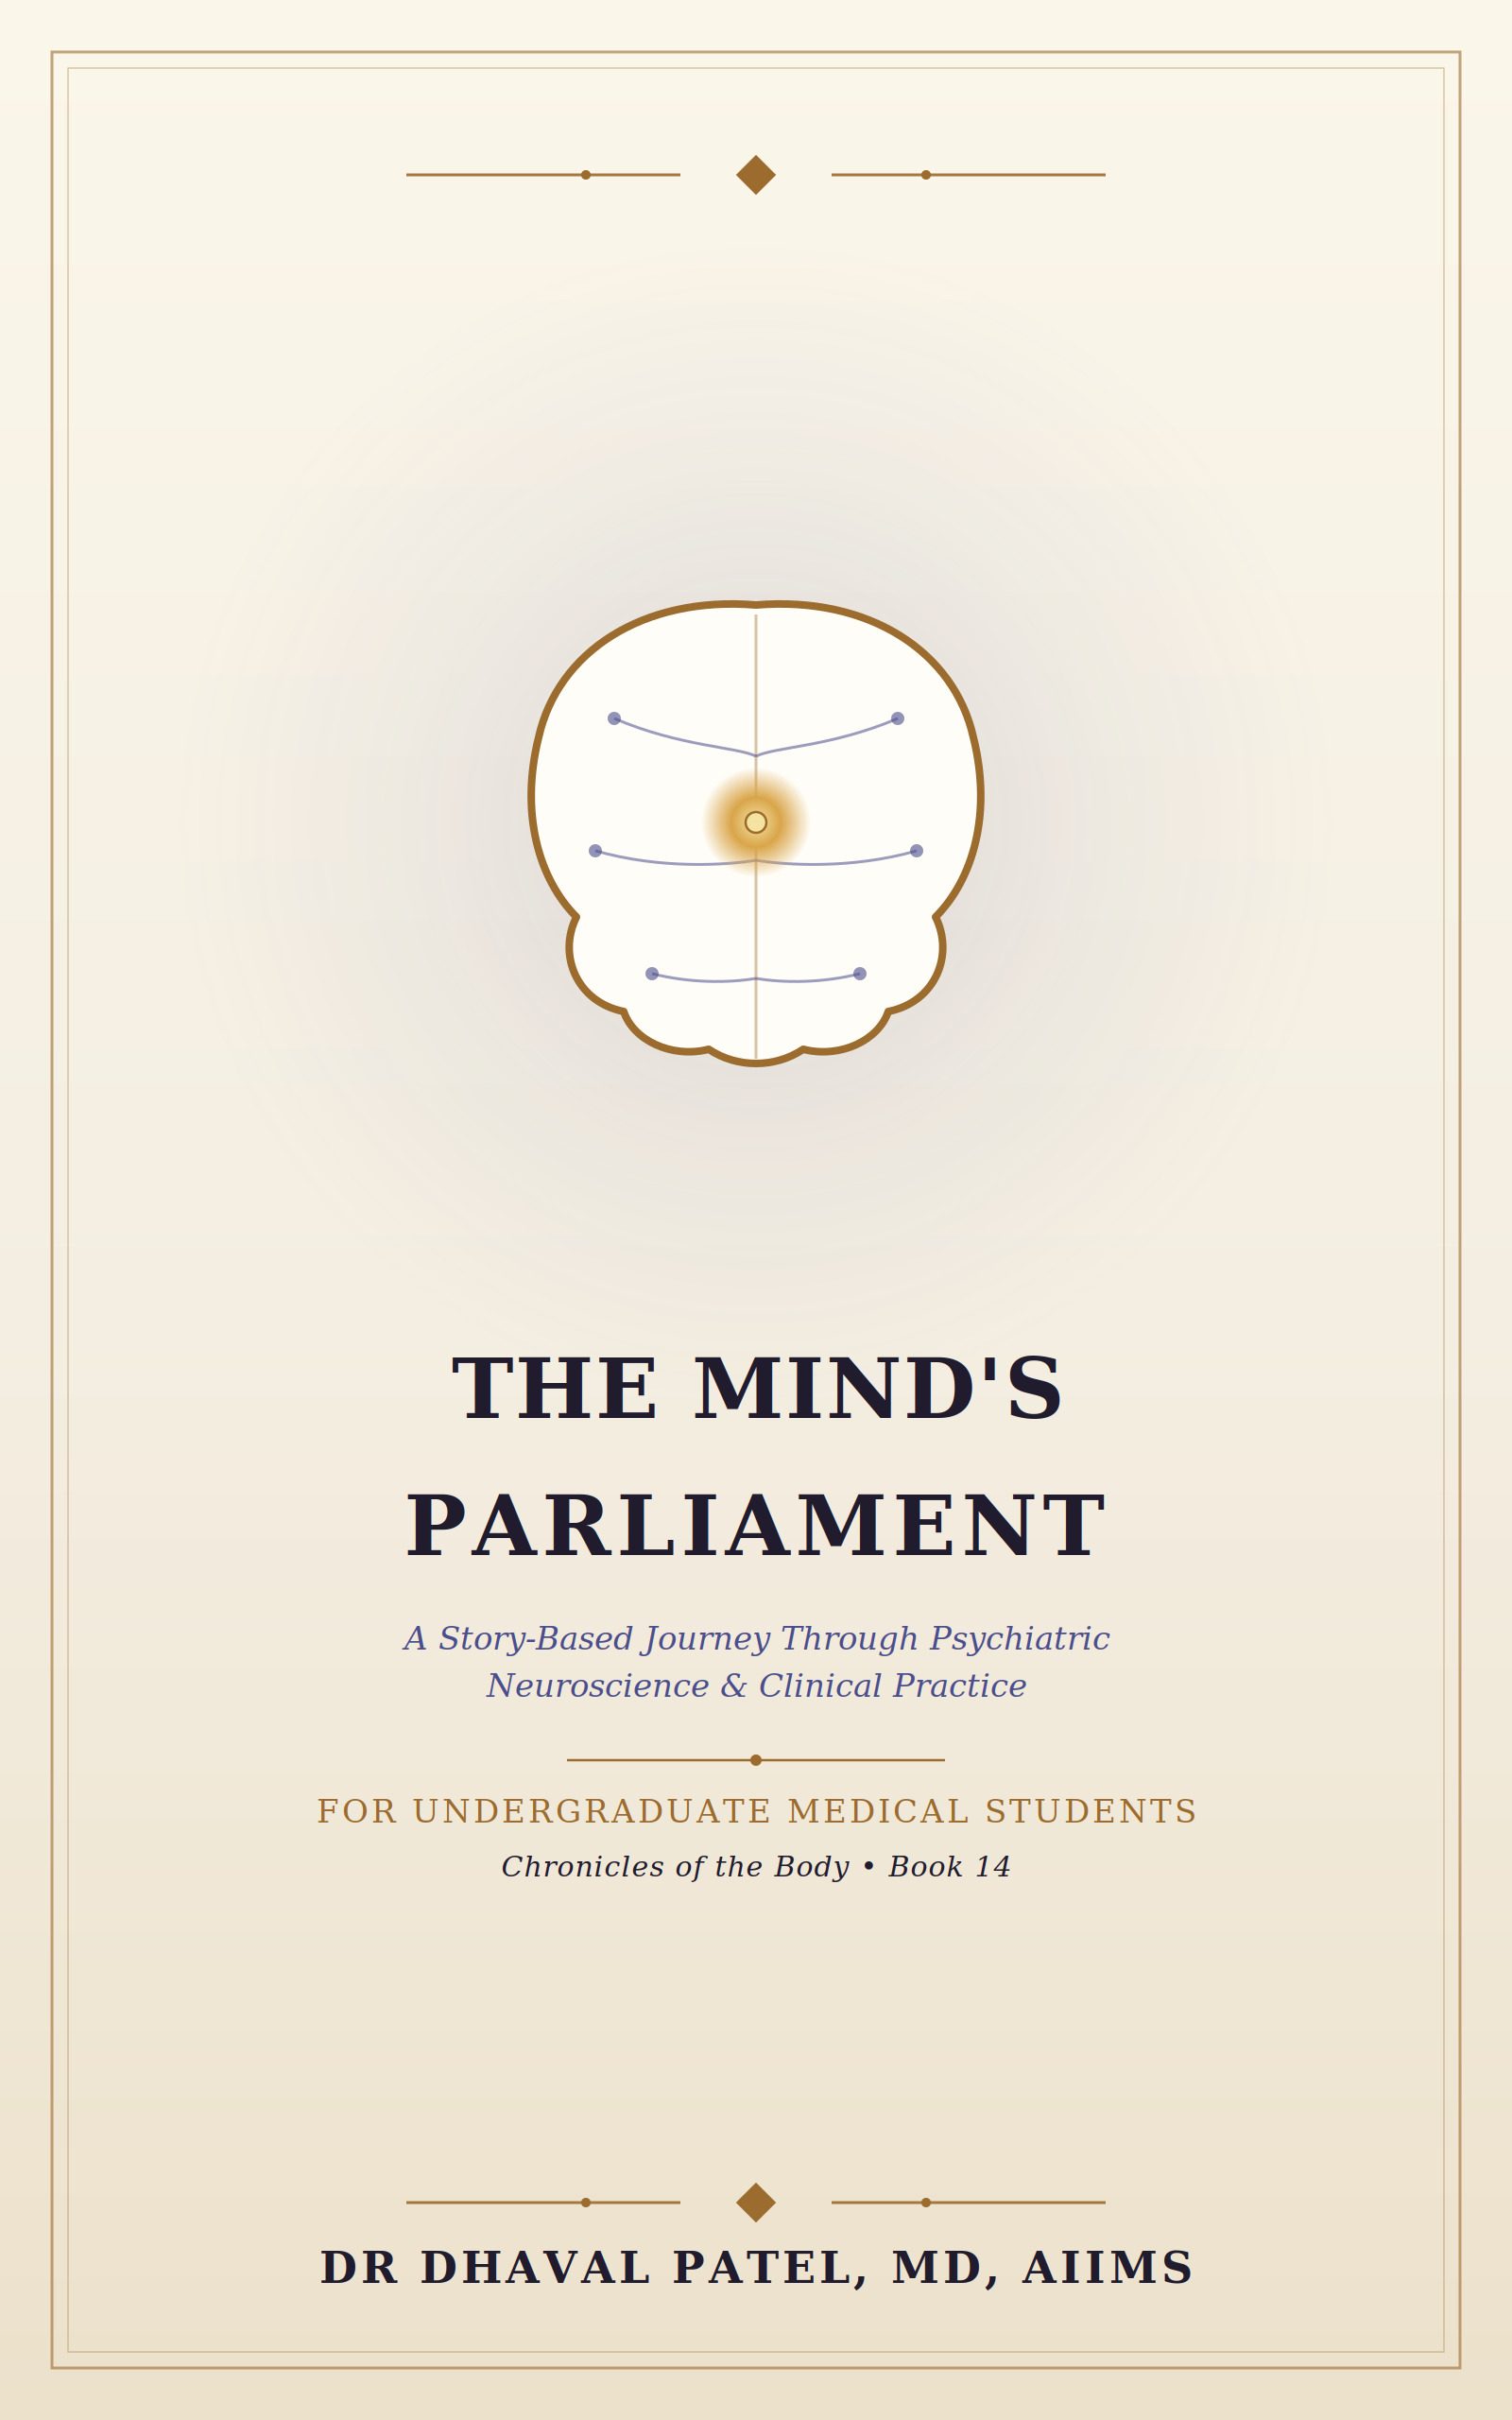 THE MIND'S
PARLIAMENT
A Story-Based Journey Through Psychiatric
Neuroscience & Clinical Practice
FOR UNDERGRADUATE MEDICAL STUDENTS
Chronicles of the Body • Book 14
DR DHAVAL PATEL, MD, AIIMS